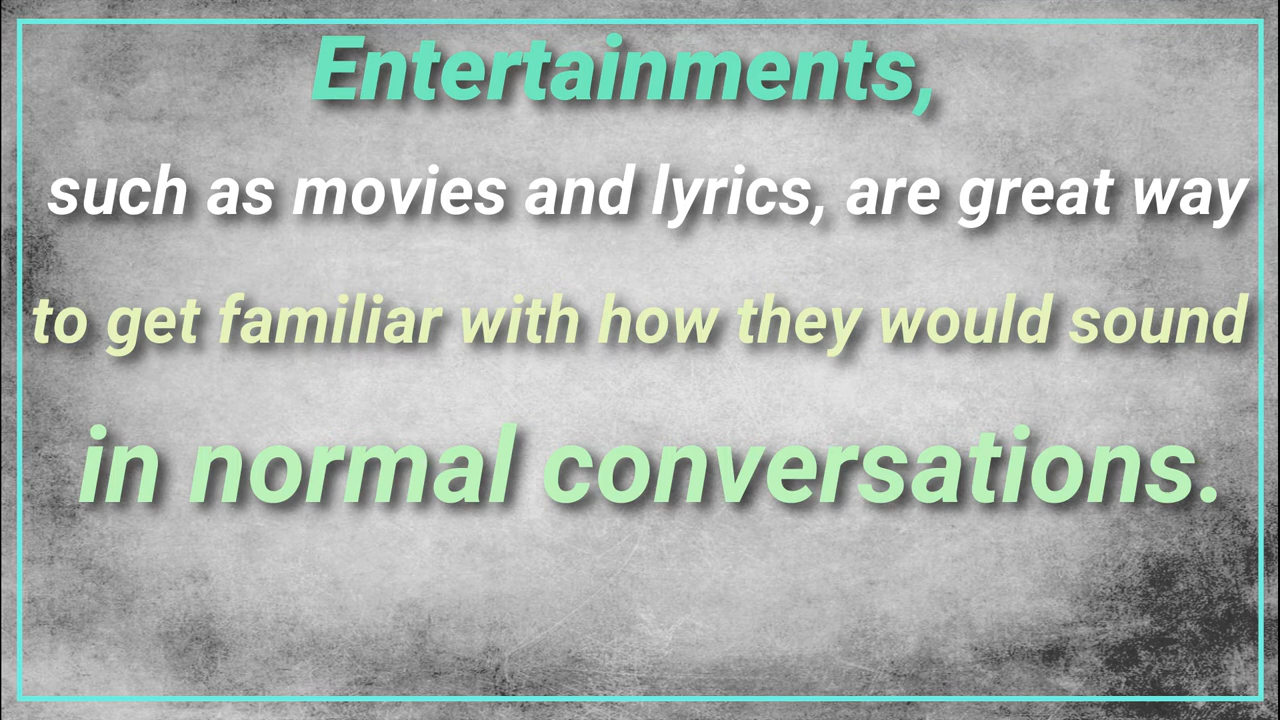 Entertainments,
such as movies and lyrics, are great way
to get familiar with how they would sound
in normal conversations.